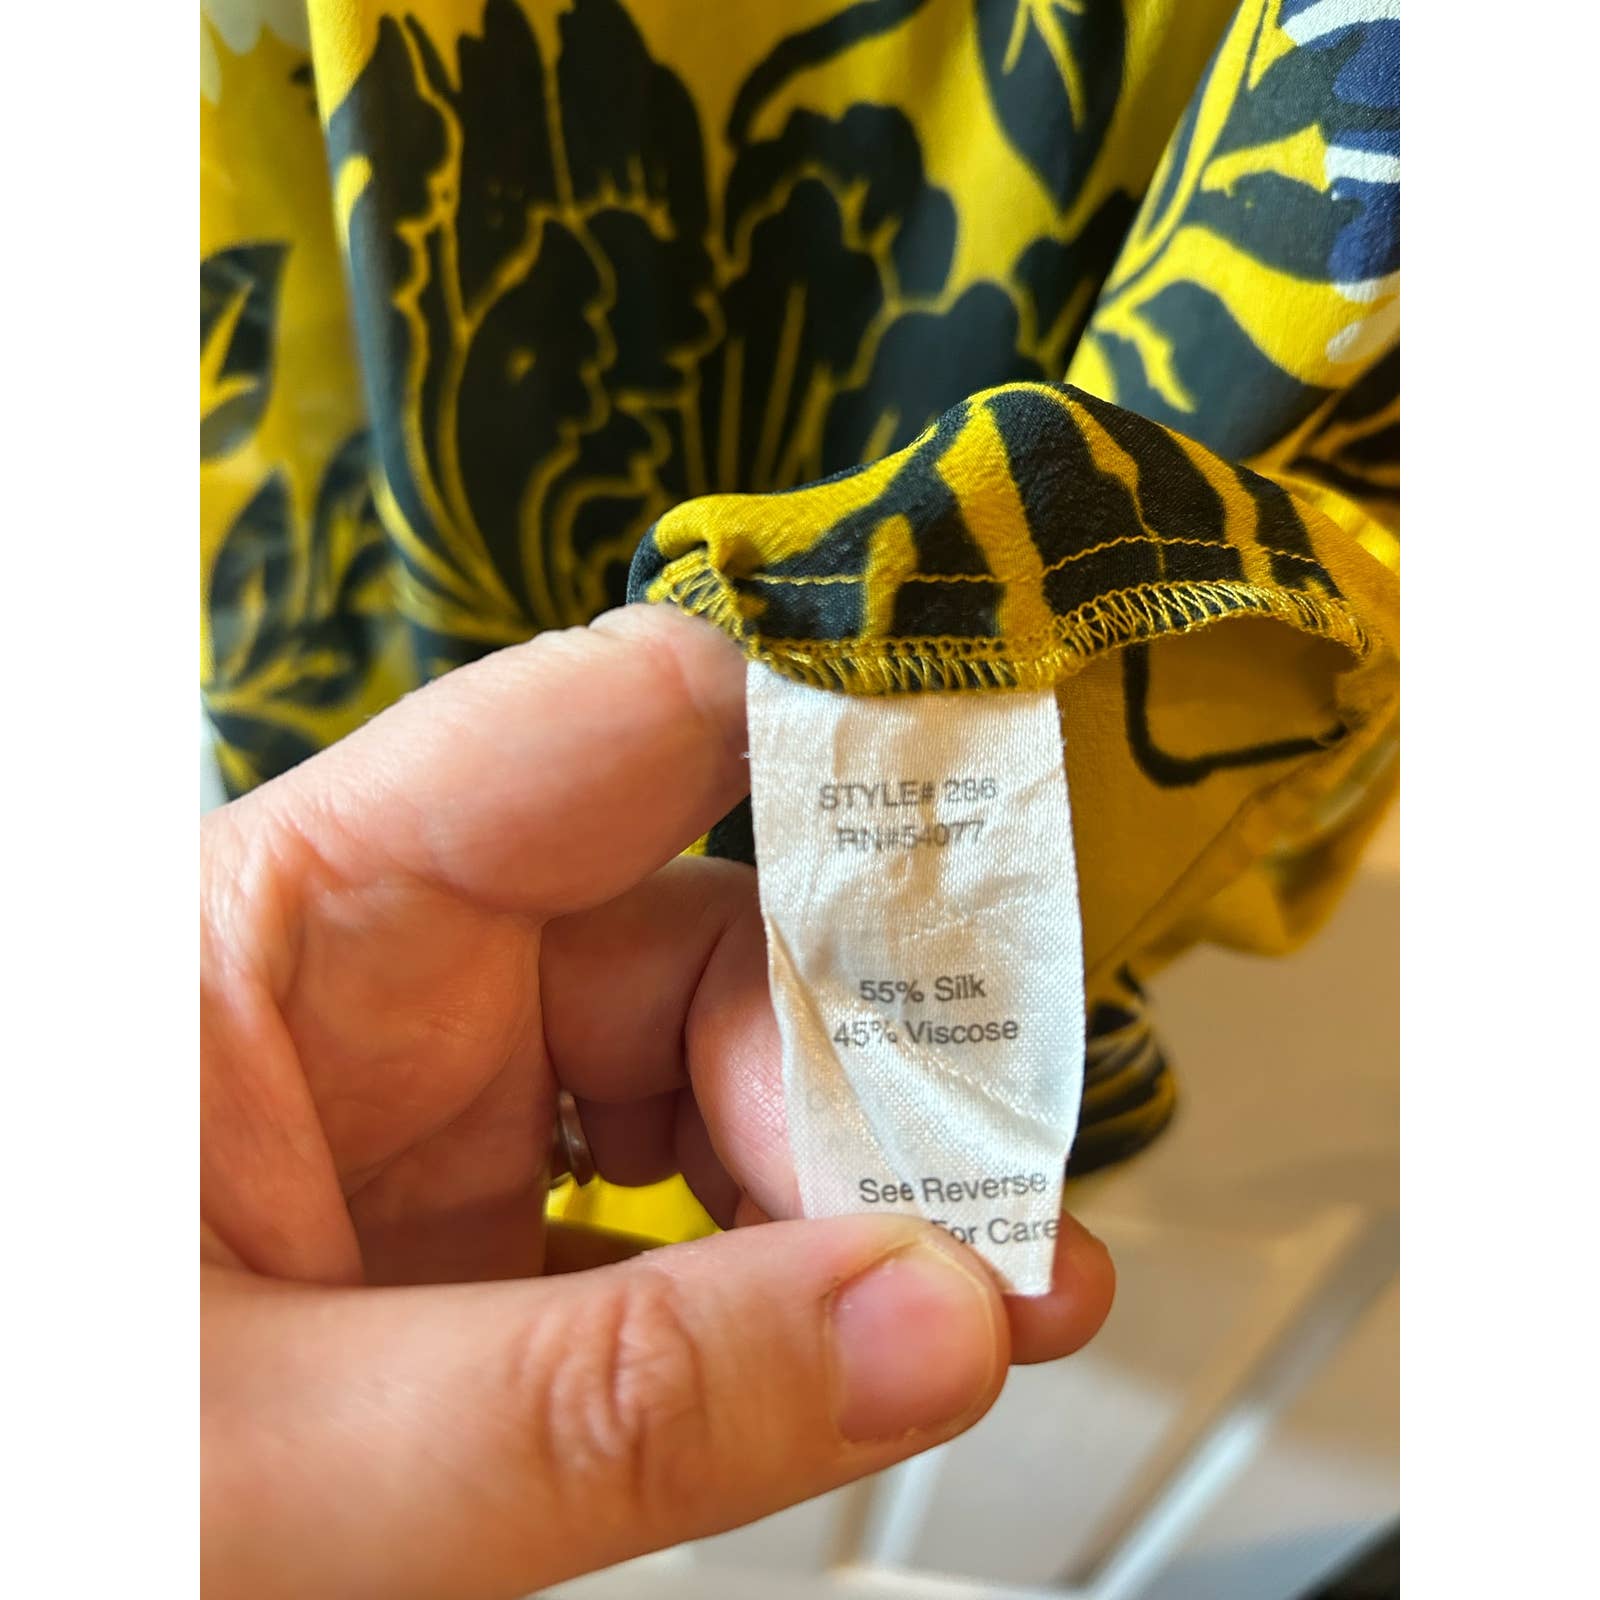 STYLE# 286
RN#54077
55% Silk
45% Viscose
See Reverse
For Care